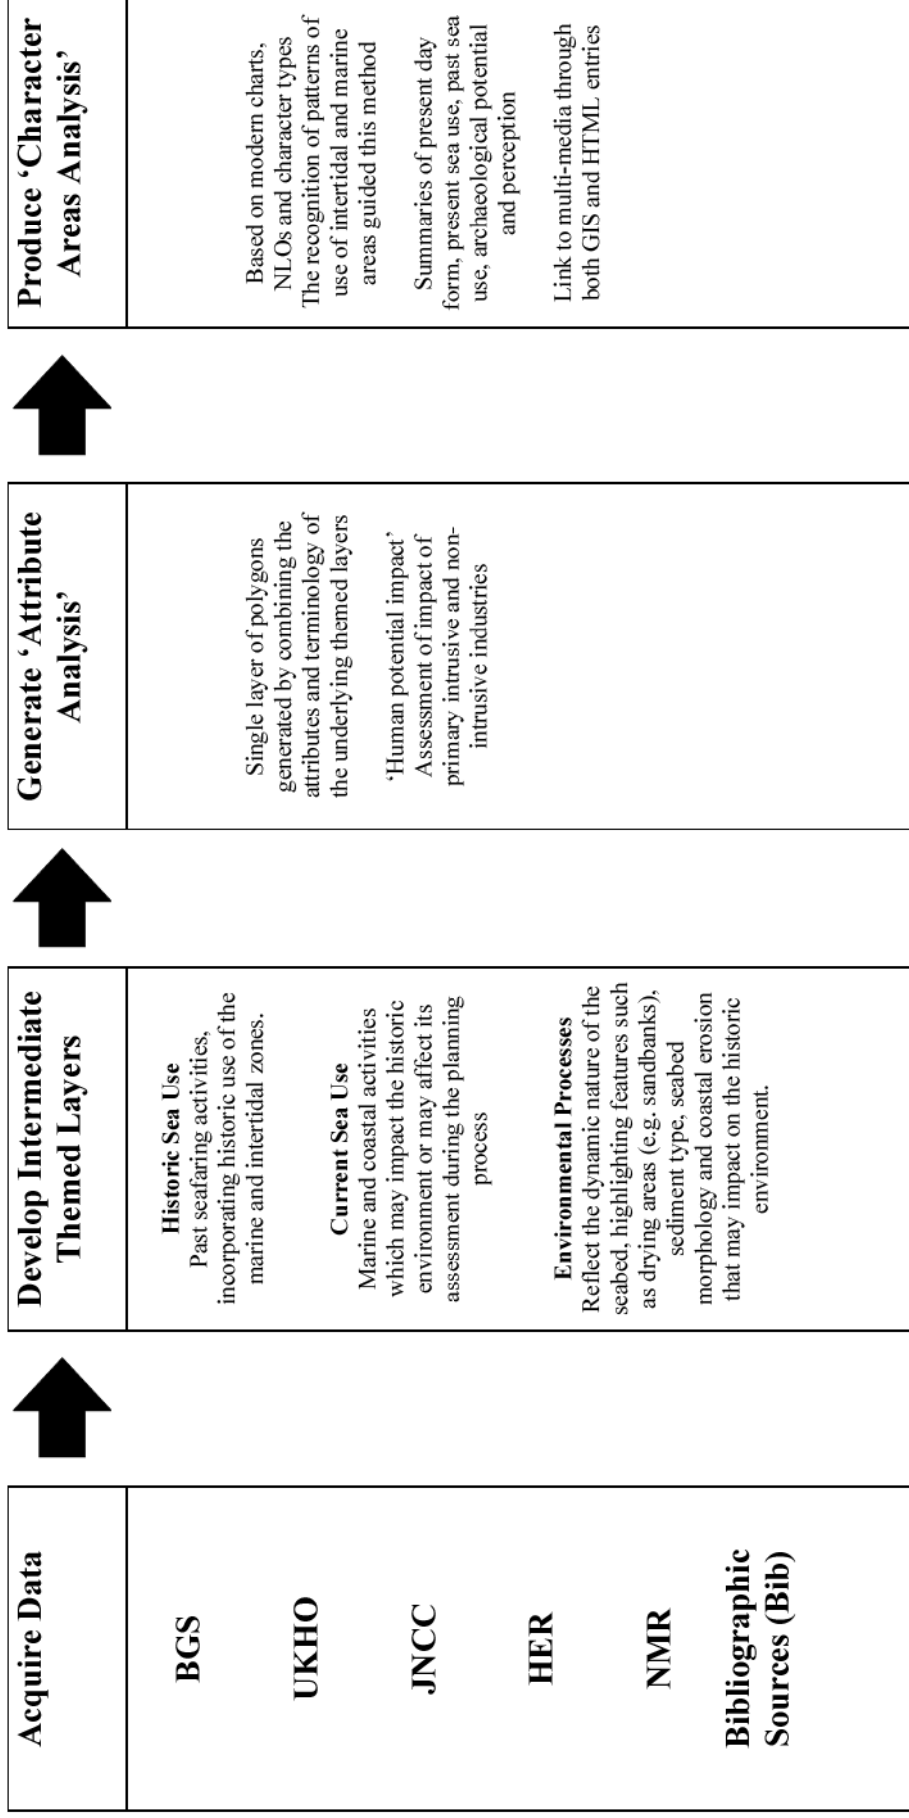 Acquire Data
BGS
UKHO
JNCC
HER
NMR
Bibliographic
Sources (Bib)
Develop Intermediate
Themed Layers
Historic Sea Use
Past seafaring activities,
incorporating historic use of the
marine and intertidal zones.
Current Sea Use
Marine and coastal activities
which may impact the historic
environment or may affect its
assessment during the planning
process
Environmental Processes
Reflect the dynamic nature of the
seabed, highlighting features such
as drying areas (e.g. sandbanks),
sediment type, seabed
morphology and coastal erosion
that may impact on the historic
environment.
Generate ‘Attribute
Analysis’
Single layer of polygons
generated by combining the
attributes and terminology of
the underlying themed layers
‘Human potential impact’
Assessment of impact of
primary intrusive and non-
intrusive industries
Produce ‘Character
Areas Analysis’
Based on modern charts,
NLOs and character types
The recognition of patterns of
use of intertidal and marine
areas guided this method
Summaries of present day
form, present sea use, past sea
use, archaeological potential
and perception
Link to multi-media through
both GIS and HTML entries